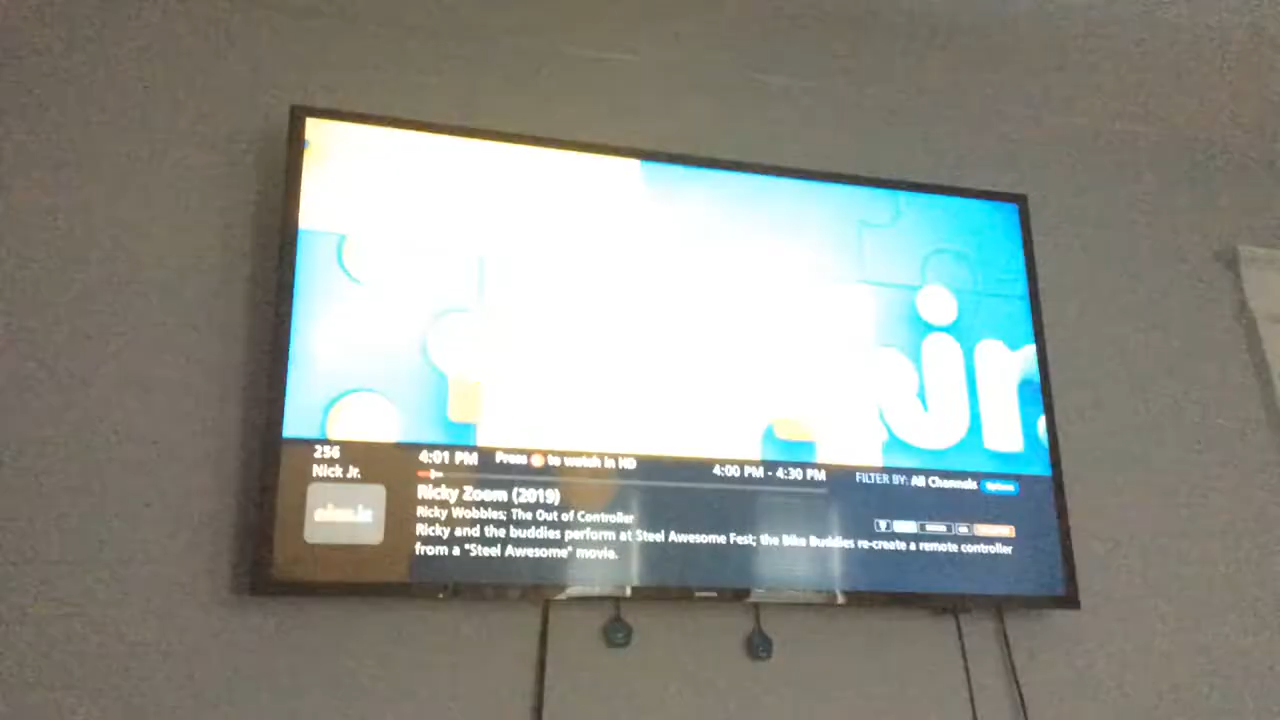 jr.
256
Nick Jr.
4:01 PM Press to watch in HD 4:00 PM - 4:30 PM FILTER BY: All Channels Options
Ricky Zoom (2019)
Ricky Wobbles; The Out of Controller
Ricky and the buddies perform at Steel Awesome Fest; the Bike Buddies re-create a remote controller
from a "Steel Awesome" movie.